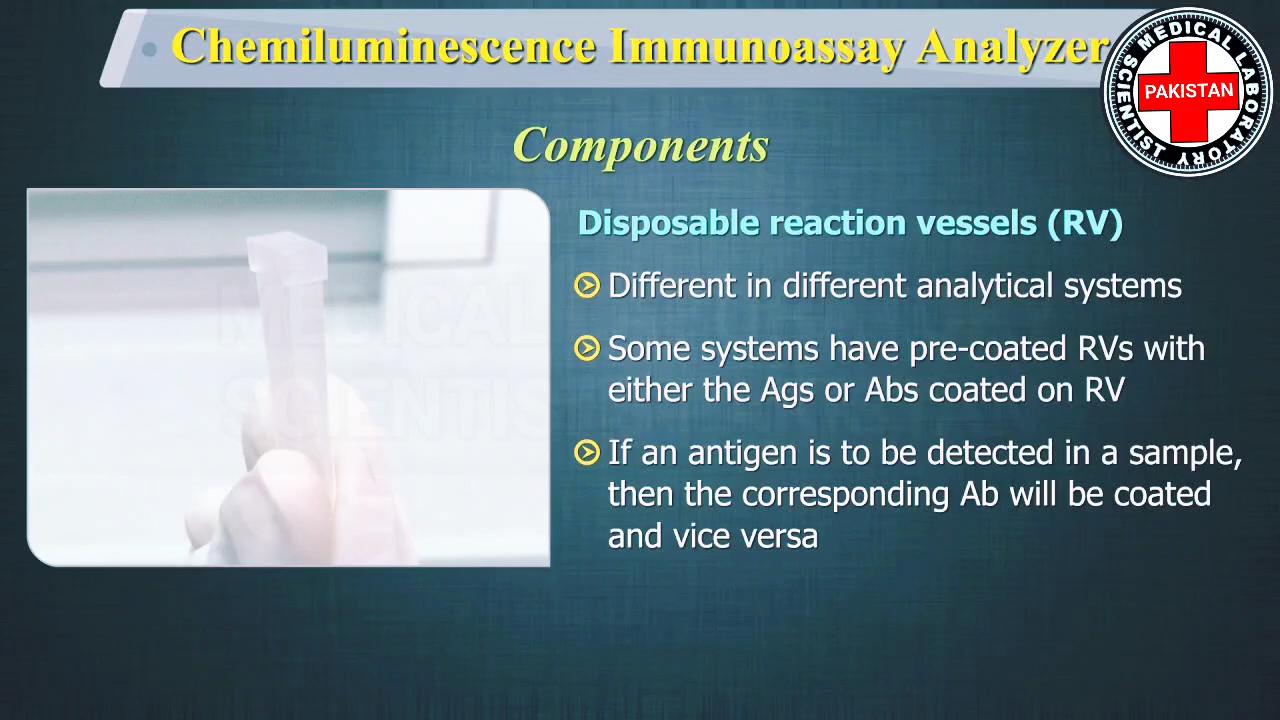 Chemiluminescence Immunoassay Analyzer
MEDICAL LABORATORY SCIENTIST
PAKISTAN
Components
Disposable reaction vessels (RV)
Different in different analytical systems
Some systems have pre-coated RVs with
either the Ags or Abs coated on RV
If an antigen is to be detected in a sample,
then the corresponding Ab will be coated
and vice versa
MEDICAL
SCIENTIS